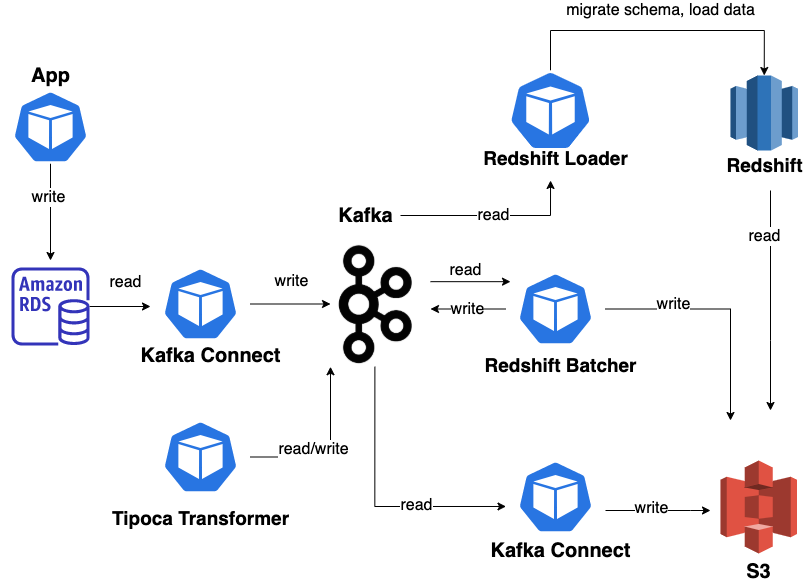 migrate schema, load data
App
Redshift Loader
Redshift
write
Kafka
read
read
Amazon
RDS
read
write
read
write
write
Kafka Connect
Redshift Batcher
read/write
Tipoca Transformer
read
write
Kafka Connect
S3